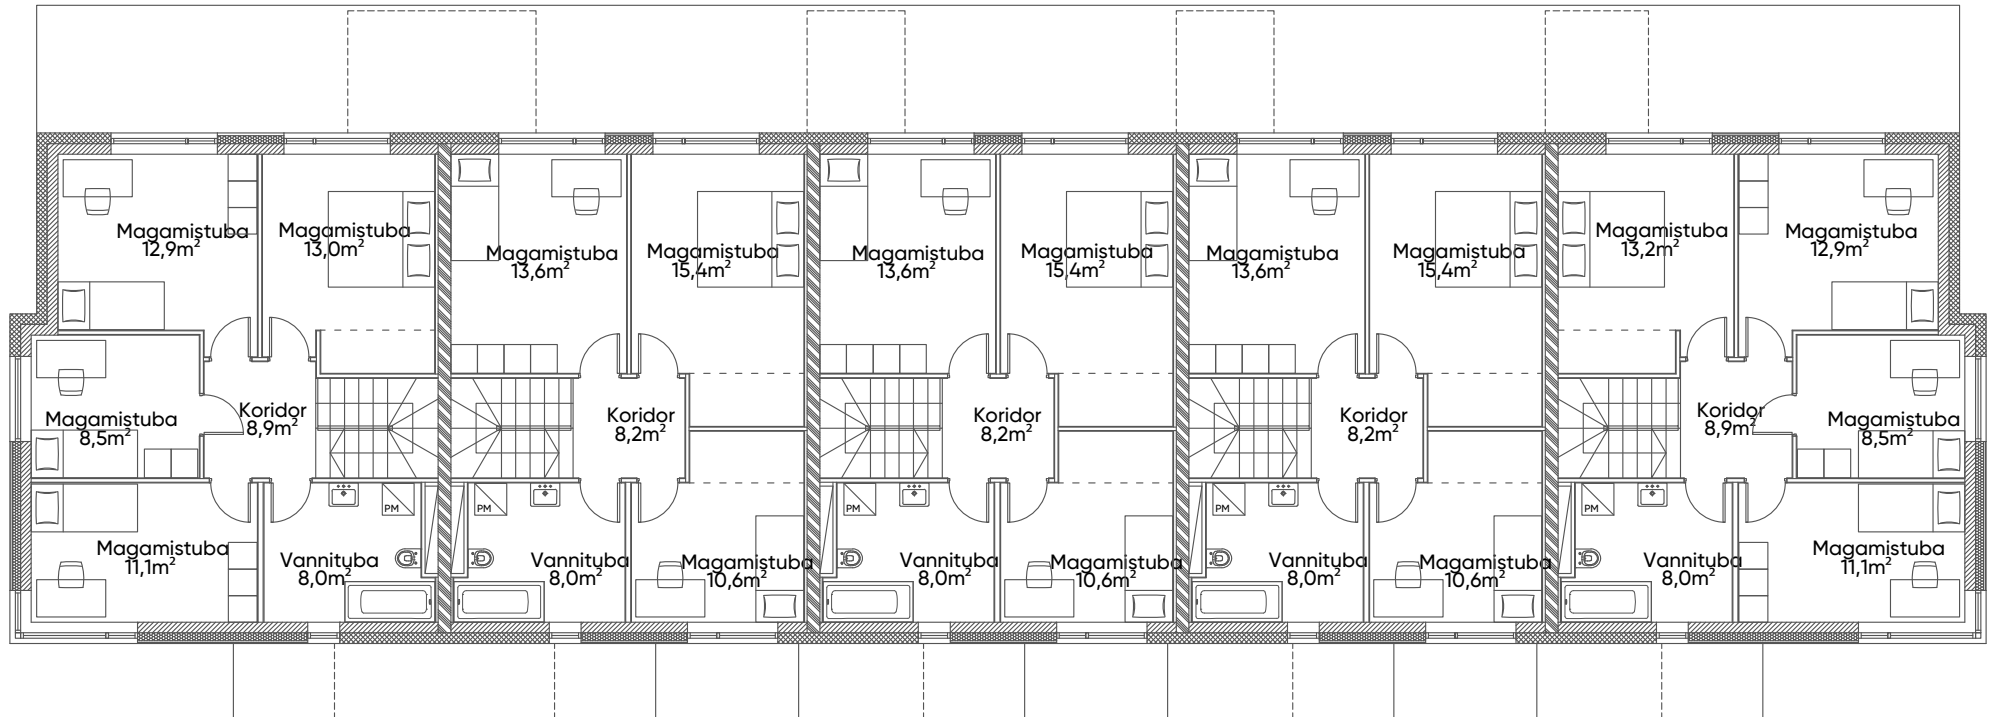 Magamistuba
12,9m²
Magamistuba
13,0m²
Magamistuba
8,5m²
Koridor
8,9m²
Magamistuba
11,1m²
Vannituba
8,0m²
PM
Magamistuba
13,6m²
Magamistuba
15,4m²
Koridor
8,2m²
PM
Vannituba
8,0m²
Magamistuba
10,6m²
Magamistuba
13,6m²
Magamistuba
15,4m²
Koridor
8,2m²
PM
Vannituba
8,0m²
Magamistuba
10,6m²
Magamistuba
13,6m²
Magamistuba
15,4m²
Koridor
8,2m²
PM
Vannituba
8,0m²
Magamistuba
10,6m²
Magamistuba
13,2m²
Magamistuba
12,9m²
Koridor
8,9m²
Magamistuba
8,5m²
PM
Vannituba
8,0m²
Magamistuba
11,1m²